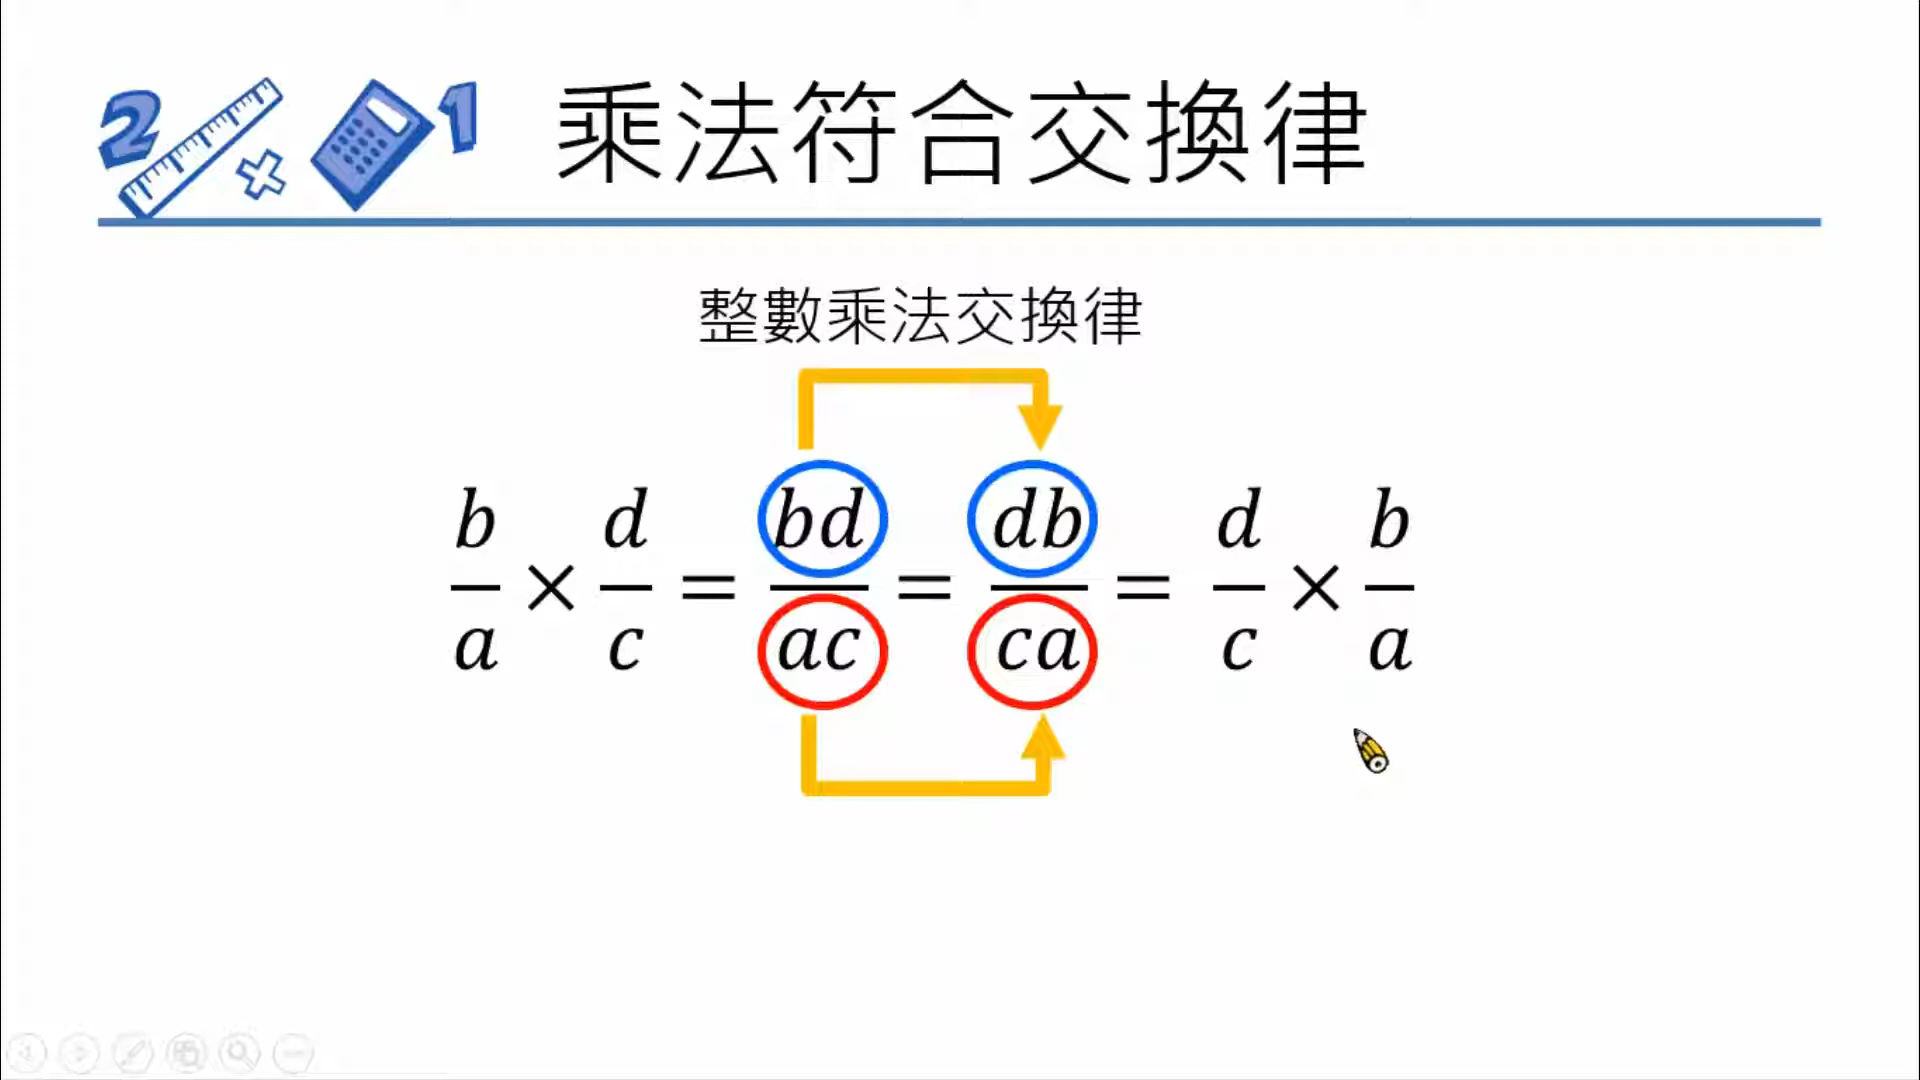 乘法符合交換律
整數乘法交換律
b/a × d/c = bd/ac = db/ca = d/c × b/a